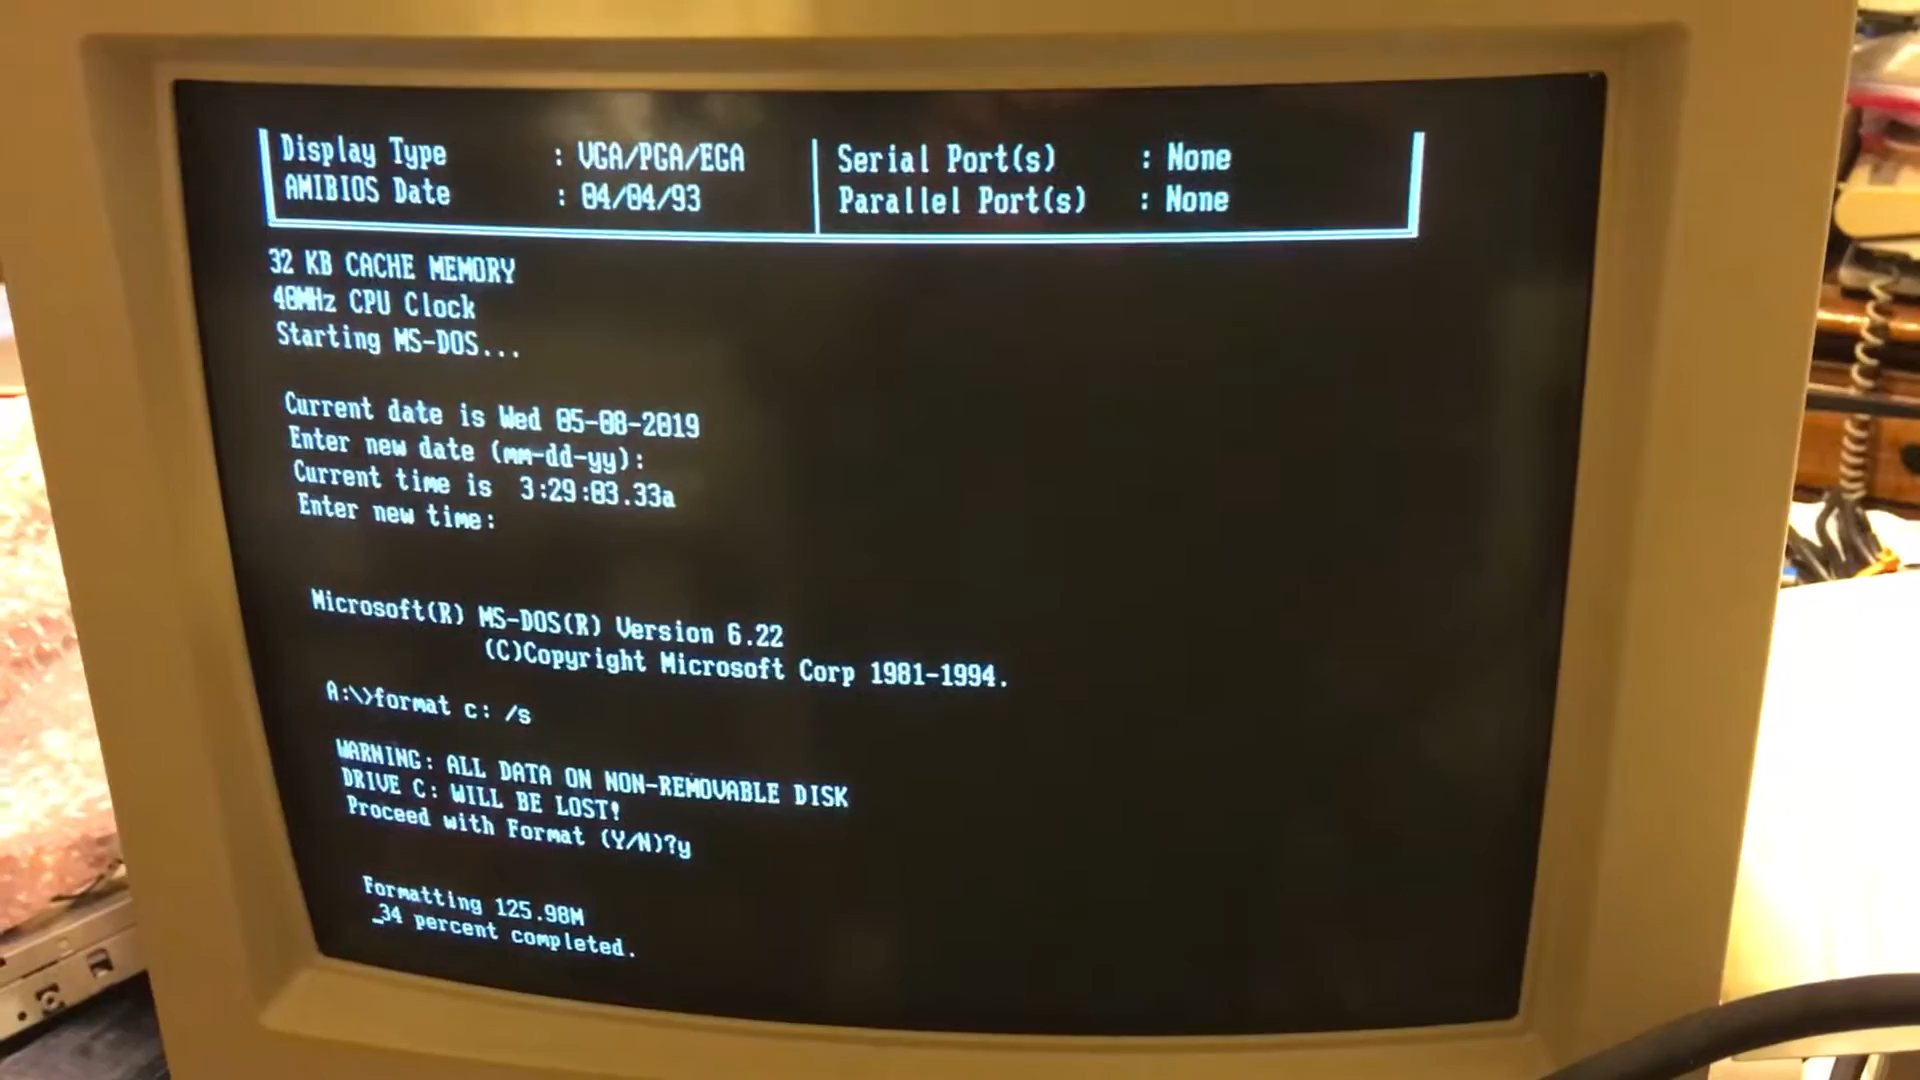 Display Type : VGA/PGA/EGA Serial Port(s) : None
AMIBIOS Date : 04/04/93 Parallel Port(s) : None
32 KB CACHE MEMORY
40MHz CPU Clock
Starting MS-DOS...
Current date is Wed 05-08-2019
Enter new date (mm-dd-yy):
Current time is 3:29:03.33a
Enter new time:
Microsoft(R) MS-DOS(R) Version 6.22
(C)Copyright Microsoft Corp 1981-1994.
A:\>format c: /s
WARNING: ALL DATA ON NON-REMOVABLE DISK
DRIVE C: WILL BE LOST!
Proceed with Format (Y/N)?y
Formatting 125.98M
_34 percent completed.